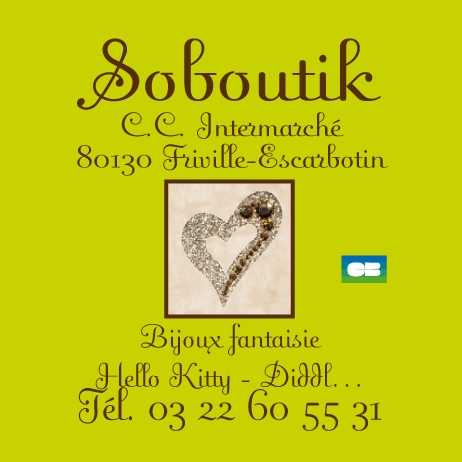 Soboutik
C.C. Intermarché
80130 Friville-Escarbotin
CB
Bijoux fantaisie
Hello Kitty - Diddl...
Tél. 03 22 60 55 31